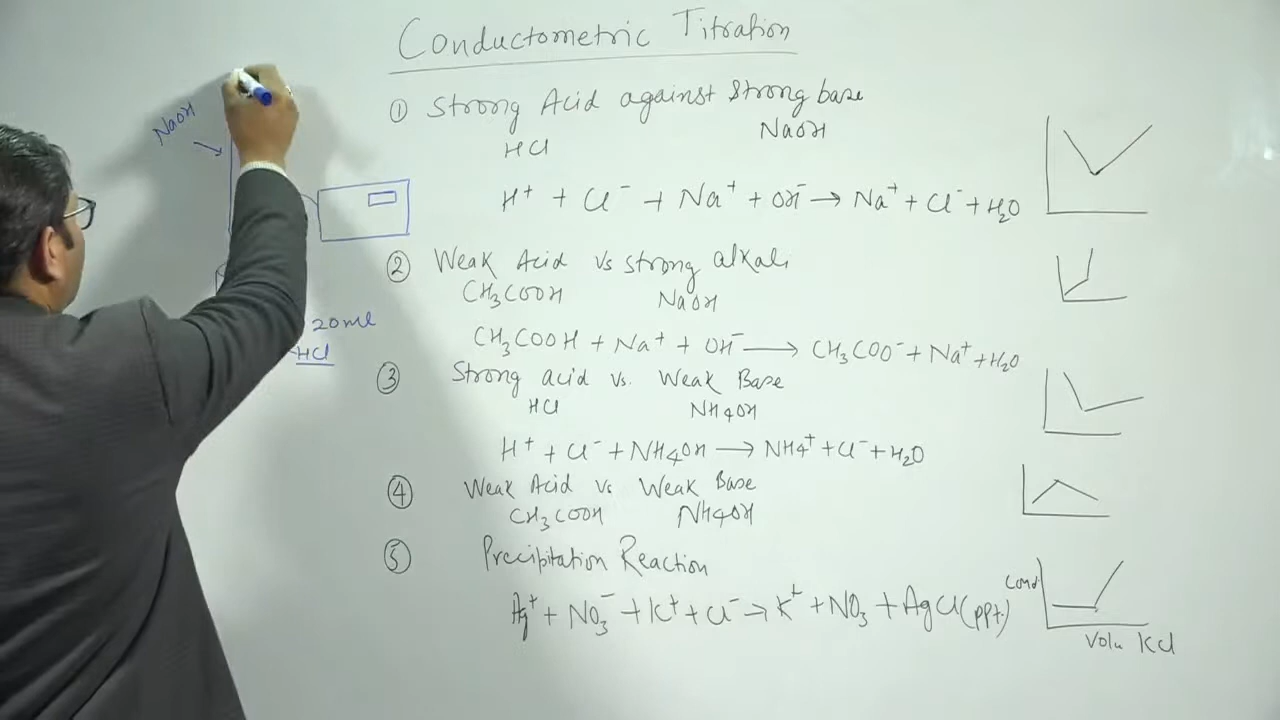 Conductometric Titration
① Strong Acid against Strong base
HCl NaOH
H⁺ + Cl⁻ + Na⁺ + OH⁻ → Na⁺ + Cl⁻ + H₂O
② Weak Acid vs strong alkali
CH₃COOH NaOH
CH₃COOH + Na⁺ + OH⁻ → CH₃COO⁻ + Na⁺ + H₂O
③ Strong acid vs. Weak Base
HCl NH₄OH
H⁺ + Cl⁻ + NH₄OH → NH₄⁺ + Cl⁻ + H₂O
④ Weak Acid vs Weak Base
CH₃COOH NH₄OH
⑤ Precipitation Reaction
Ag⁺ + NO₃⁻ + K⁺ + Cl⁻ → K⁺ + NO₃ + AgCl (ppt.)
Cond
Volu KCl
NaOH
20ml
HCl